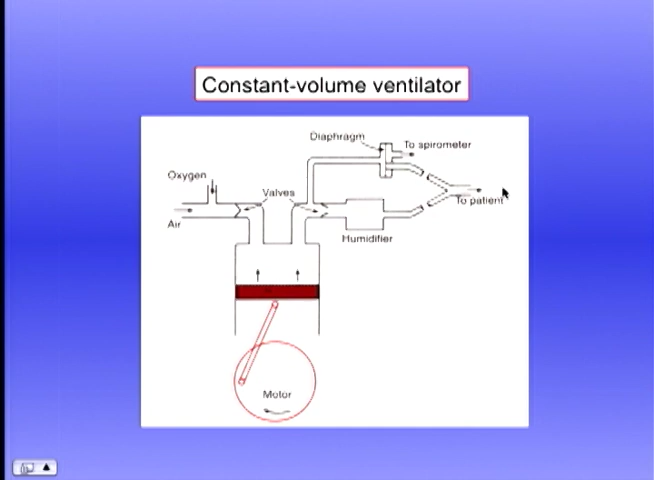 Constant-volume ventilator
Diaphragm
To spirometer
Oxygen
Valves
To patient
Air
Humidifier
Motor